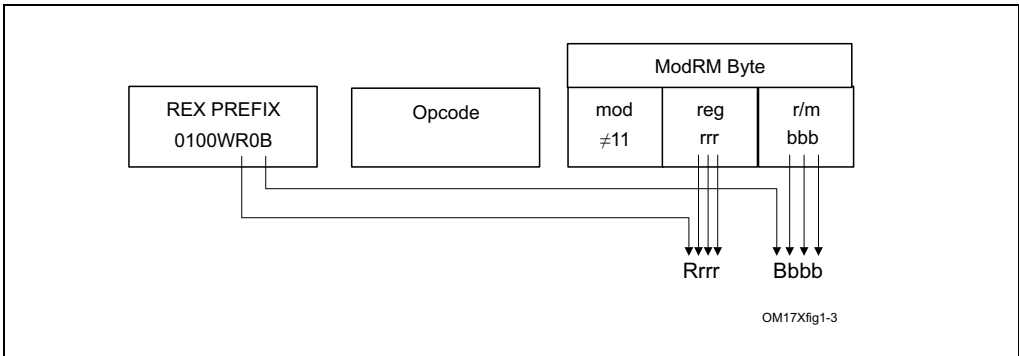 ModRM Byte
REX PREFIX
0100WR0B
Opcode
mod
≠11
reg
rrr
r/m
bbb
Rrrr
Bbbb
OM17Xfig1-3